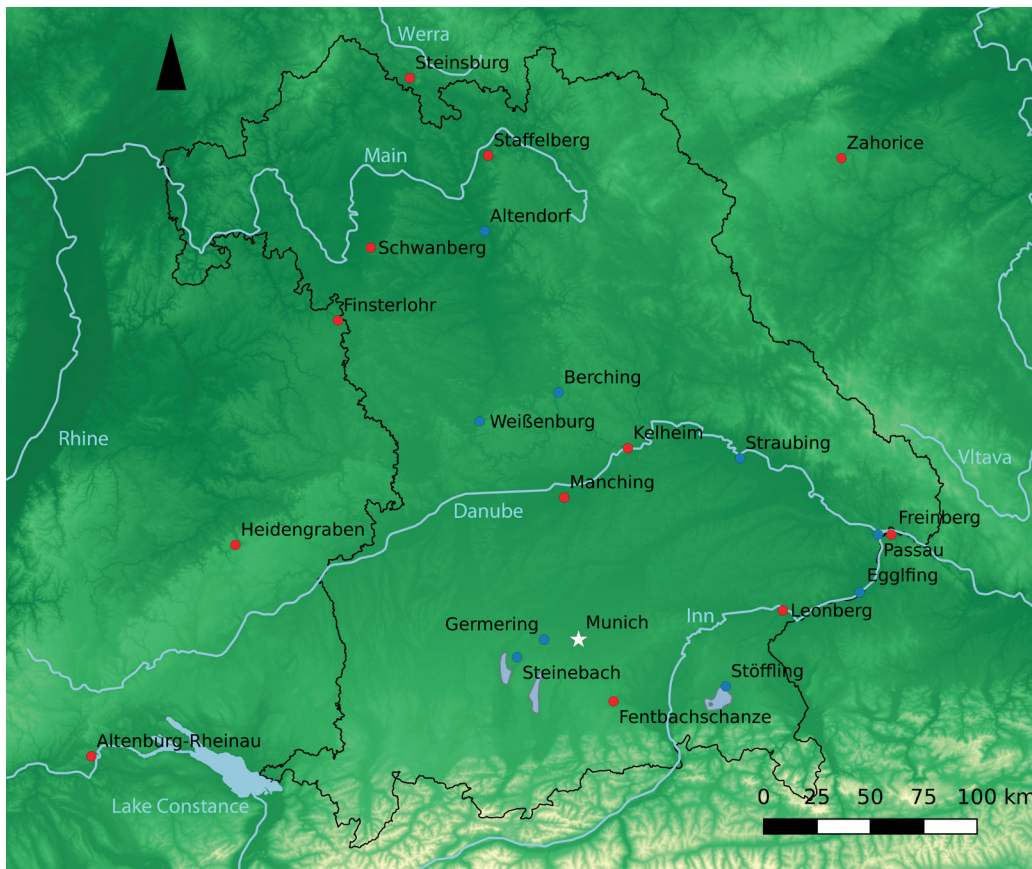 Werra
Steinsburg
Staffelberg
Zahorice
Main
Altendorf
Schwanberg
Finsterlohr
Berching
Weißenburg
Rhine
Kelheim
Straubing
Vltava
Manching
Danube
Freinberg
Heidengraben
Passau
Egglfing
Inn
Leonberg
Germering
Munich
Steinebach
Stöffling
Fentbachschanze
Altenburg-Rheinau
Lake Constance
0 25 50 75 100 km